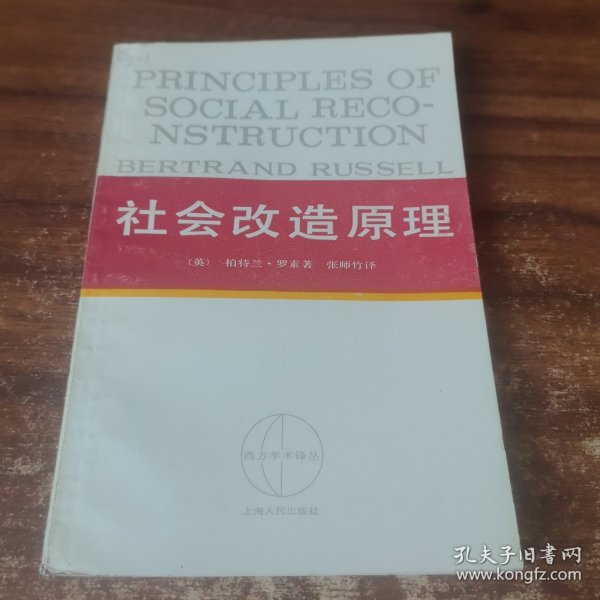 PRINCIPLES OF
SOCIAL RECO-
NSTRUCTION
BERTRAND RUSSELL
社会改造原理
〔英〕 柏特兰·罗素著 张师竹译
西方学术译丛
上海人民出版社
孔夫子旧书网
www.kongfz.com